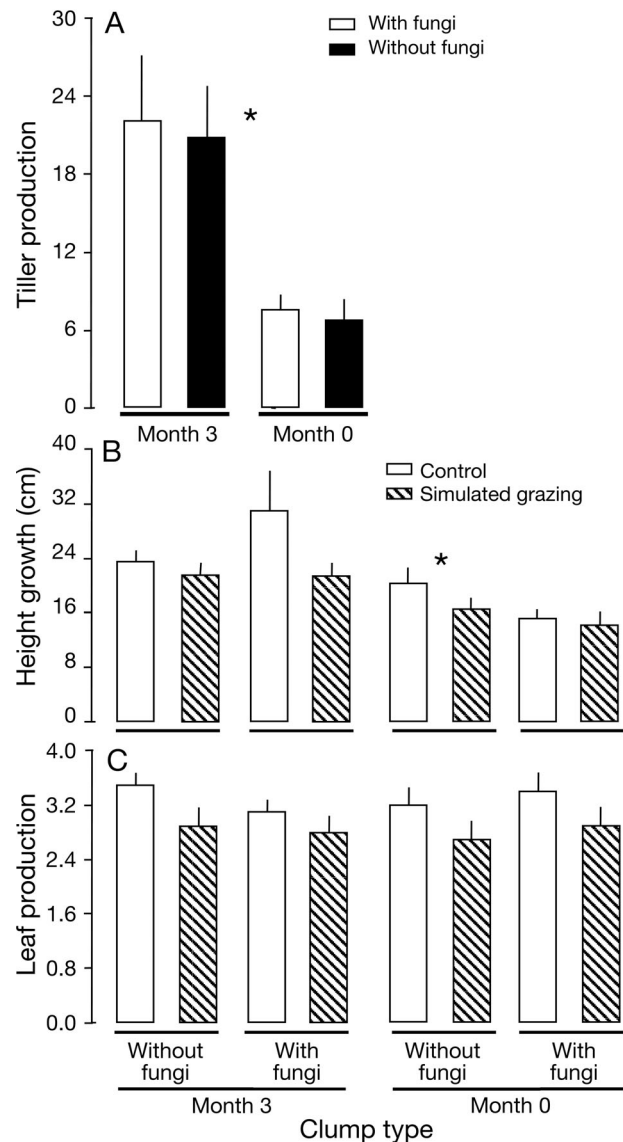 A
With fungi
Without fungi
30
24
18
12
6
0
Tiller production
*
Month 3
Month 0
B
Control
Simulated grazing
40
32
24
16
8
0
Height growth (cm)
*
C
4.0
3.2
2.4
1.6
0.8
0.0
Leaf production
Without
fungi
With
fungi
Without
fungi
With
fungi
Month 3
Month 0
Clump type